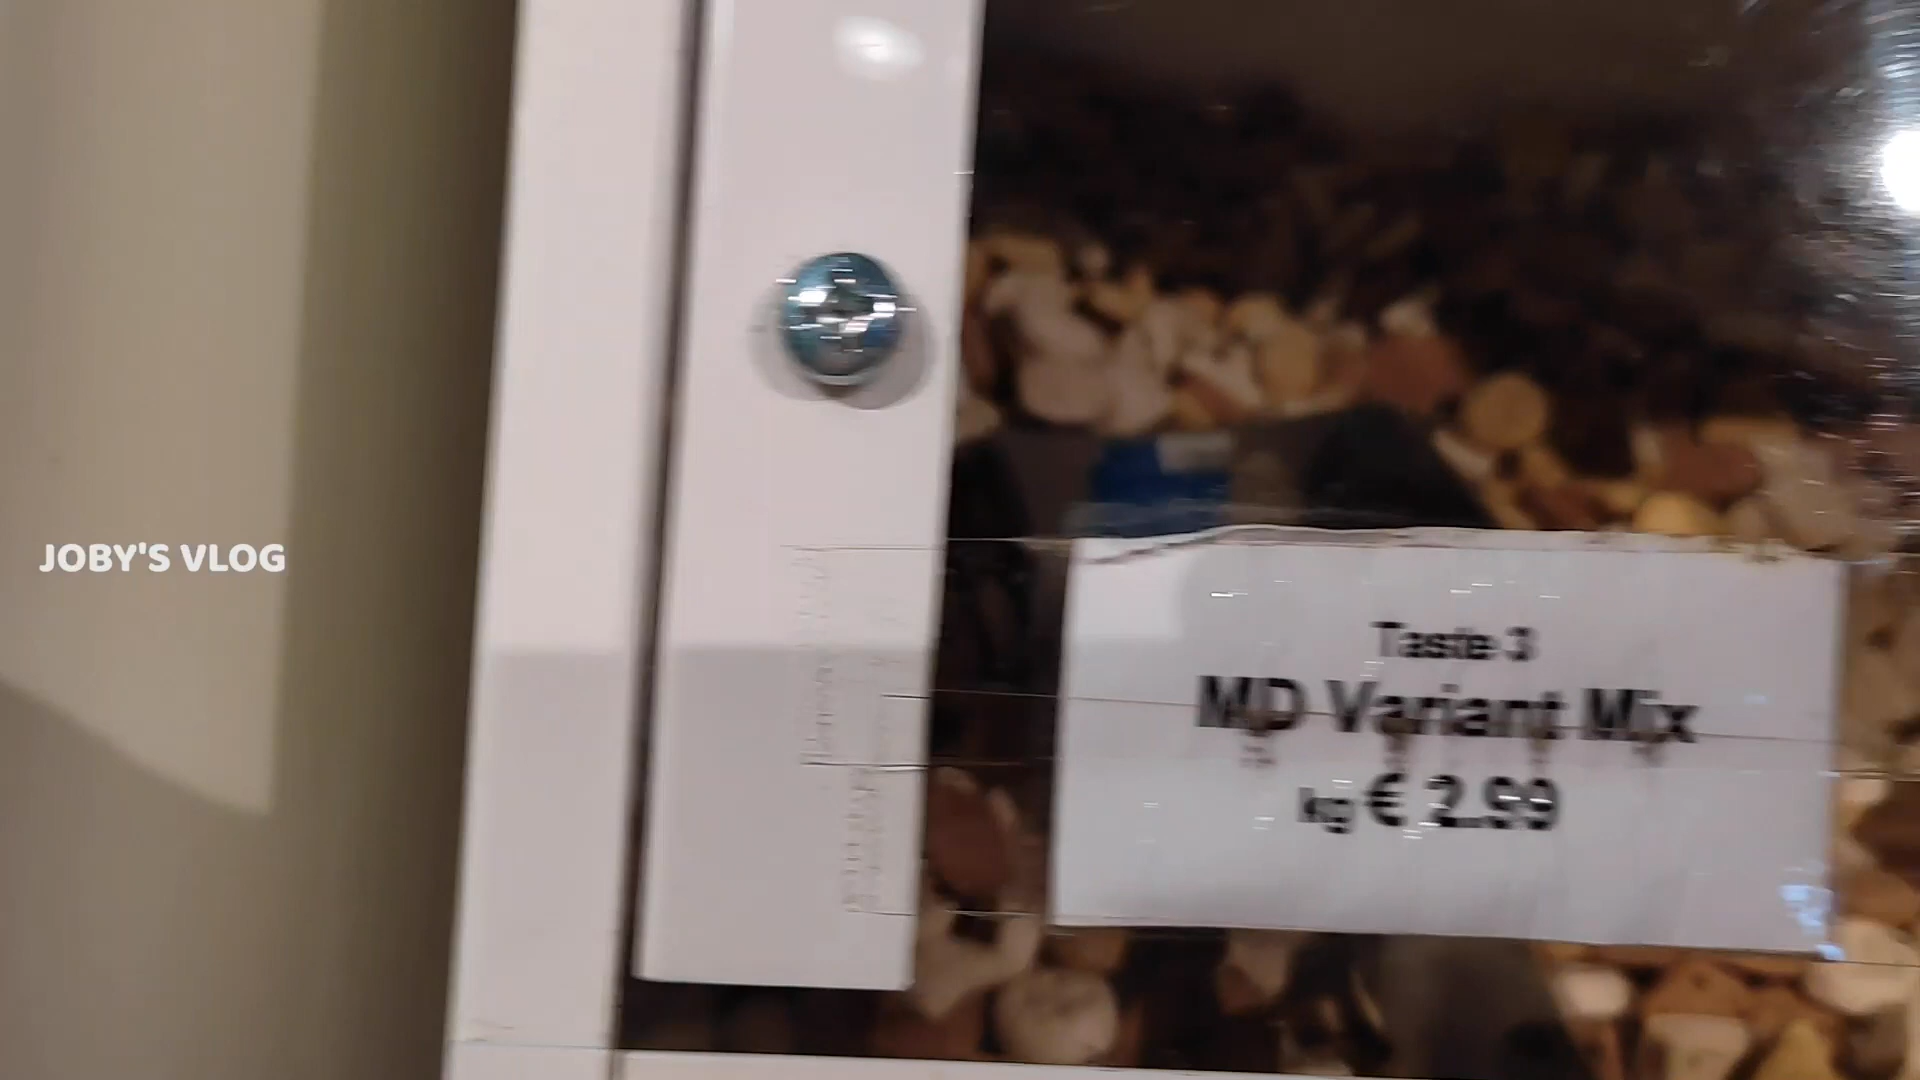 JOBY'S VLOG
Taste 3
MD Variant Mix
kg € 2.99